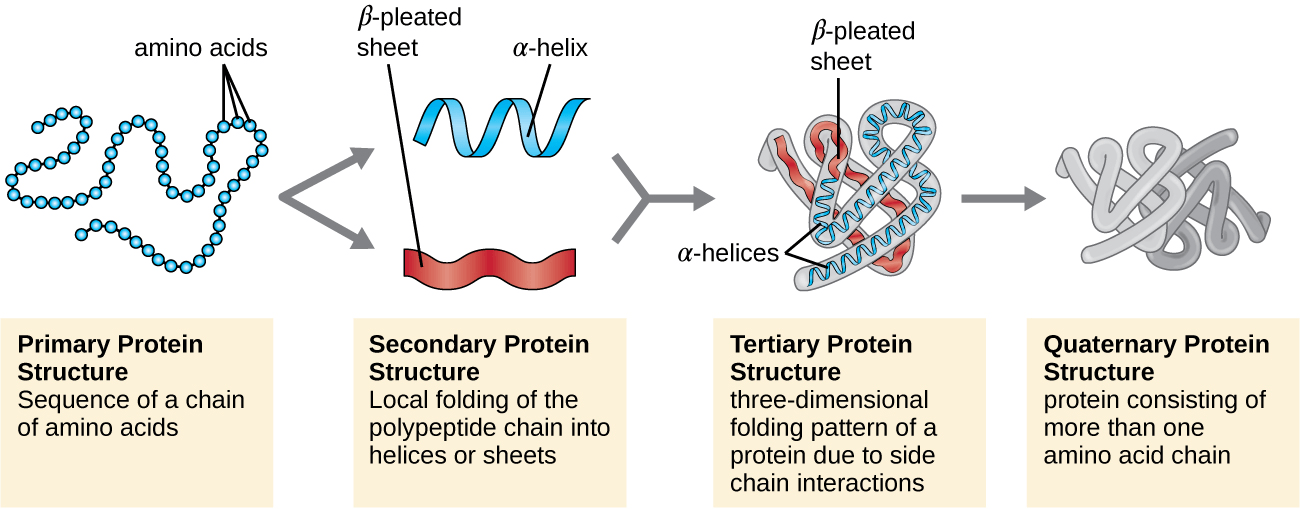 amino acids
β-pleated
sheet
α-helix
β-pleated
sheet
α-helices
Primary Protein
Structure
Sequence of a chain
of amino acids
Secondary Protein
Structure
Local folding of the
polypeptide chain into
helices or sheets
Tertiary Protein
Structure
three-dimensional
folding pattern of a
protein due to side
chain interactions
Quaternary Protein
Structure
protein consisting of
more than one
amino acid chain